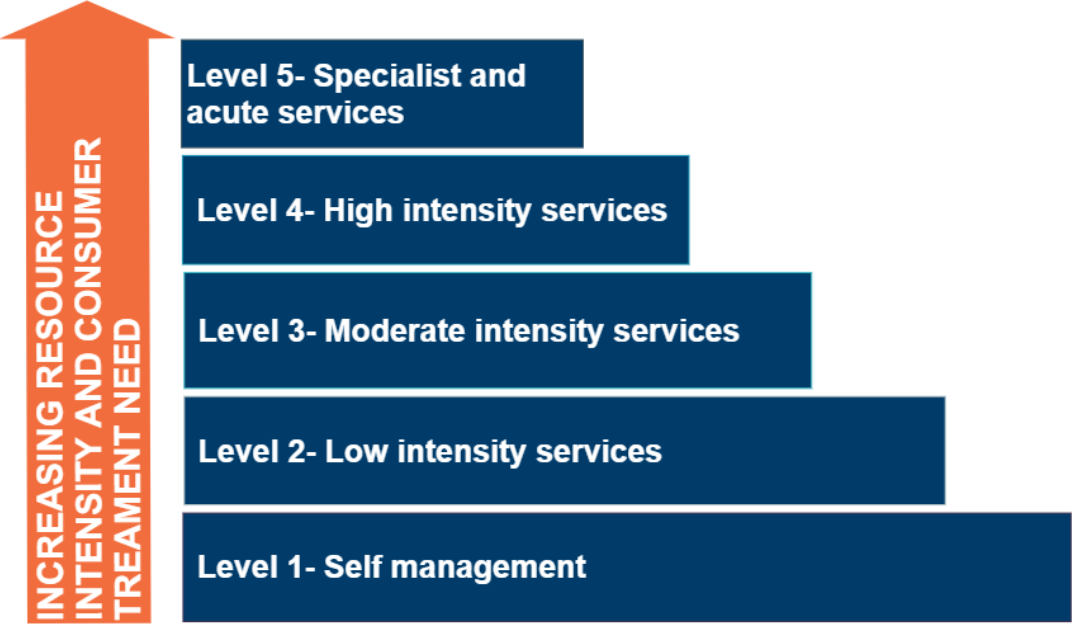 INCREASING RESOURCE
INTENSITY AND CONSUMER
TREAMENT NEED
Level 5- Specialist and
acute services
Level 4- High intensity services
Level 3- Moderate intensity services
Level 2- Low intensity services
Level 1- Self management